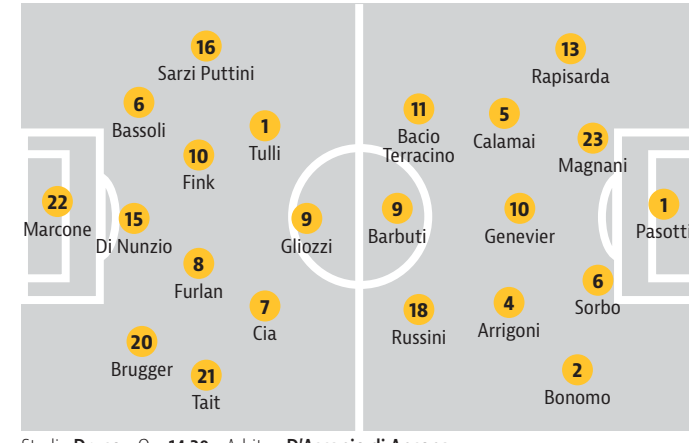 16
Sarzi Puttini
6
Bassoli
1
Tulli
10
Fink
22
Marcone
15
Di Nunzio
9
Gliozzi
8
Furlan
7
Cia
20
Brugger
21
Tait
13
Rapisarda
11
Bacio
Terracino
5
Calamai
23
Magnani
9
Barbuti
10
Genevier
1
Pasotti
18
Russini
4
Arrigoni
6
Sorbo
2
Bonomo